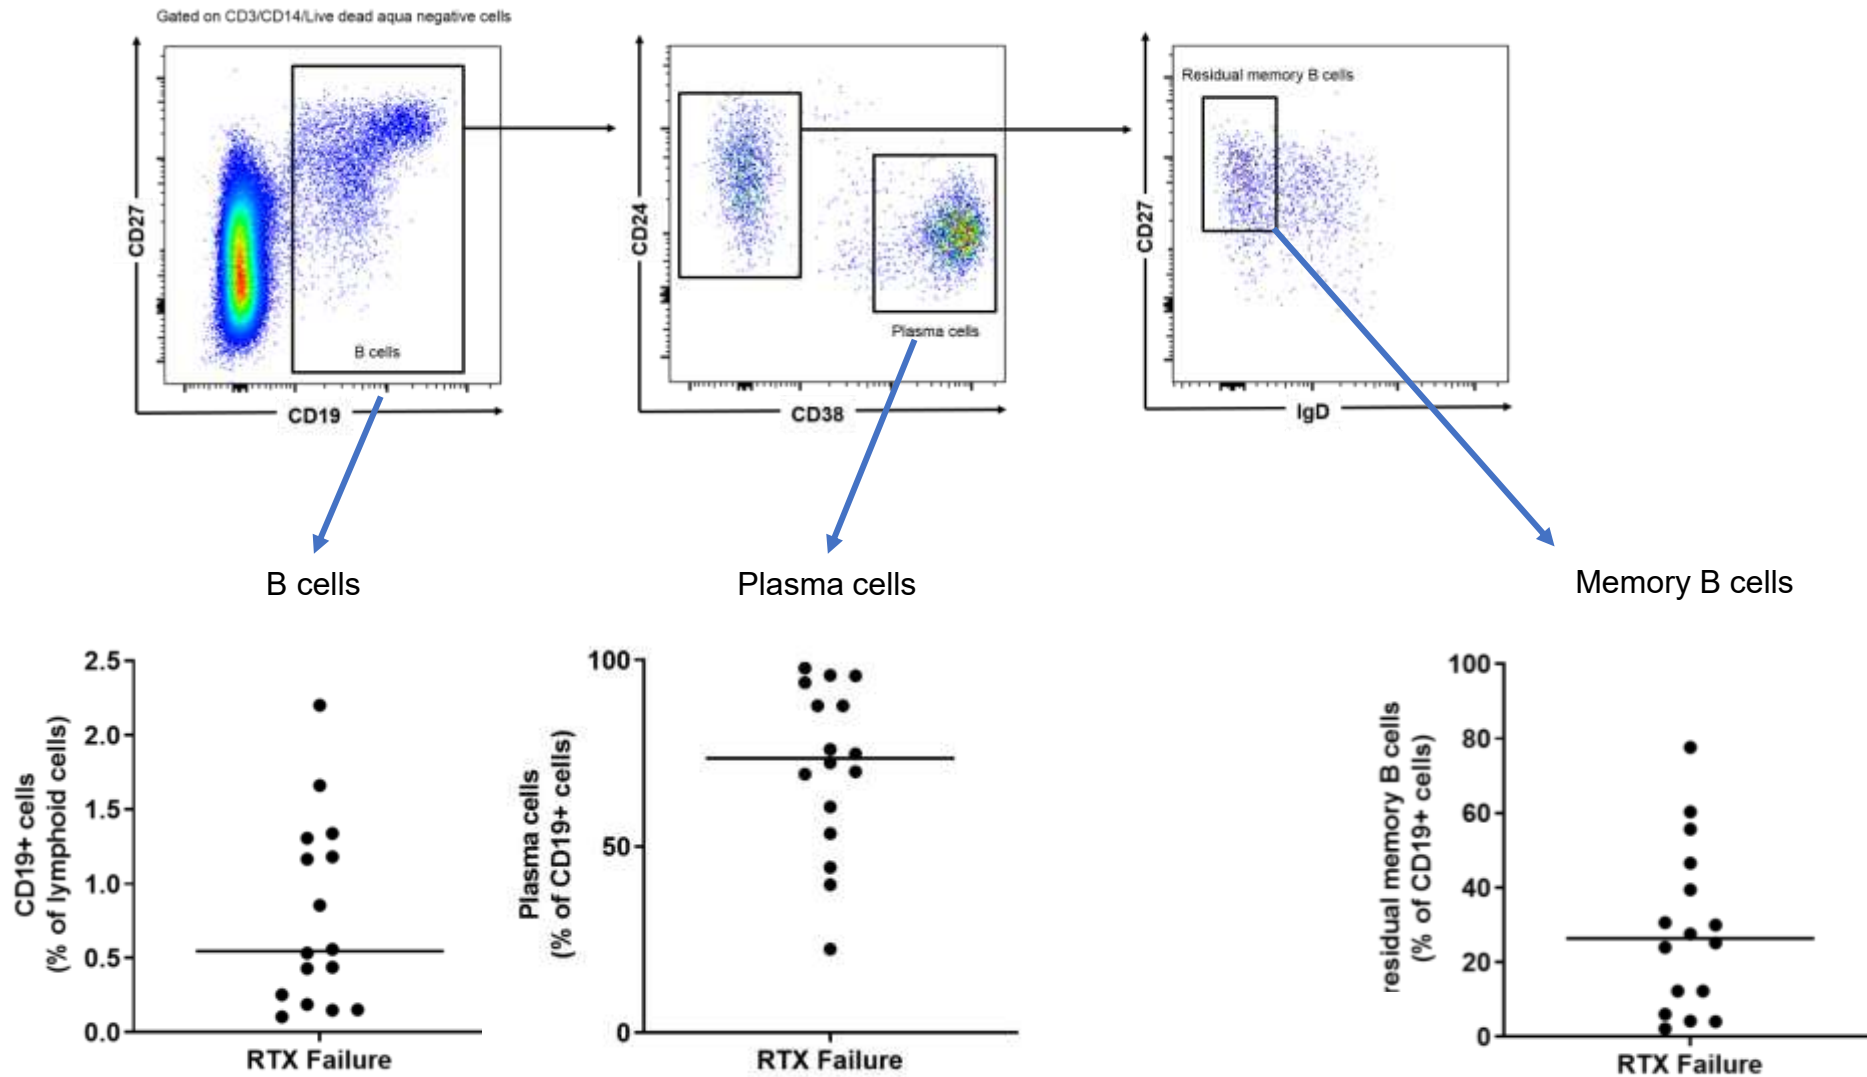 Gated on CD3/CD14/Live dead aqua negative cells
CD27
B cells
CD19
CD24
Plasma cells
CD38
Residual memory B cells
CD27
IgD
B cells
Plasma cells
Memory B cells
CD19+ cells
(% of lymphoid cells)
2.5
2.0
1.5
1.0
0.5
0.0
RTX Failure
Plasma cells
(% of CD19+ cells)
100
50
0
RTX Failure
residual memory B cells
(% of CD19+ cells)
100
80
60
40
20
0
RTX Failure